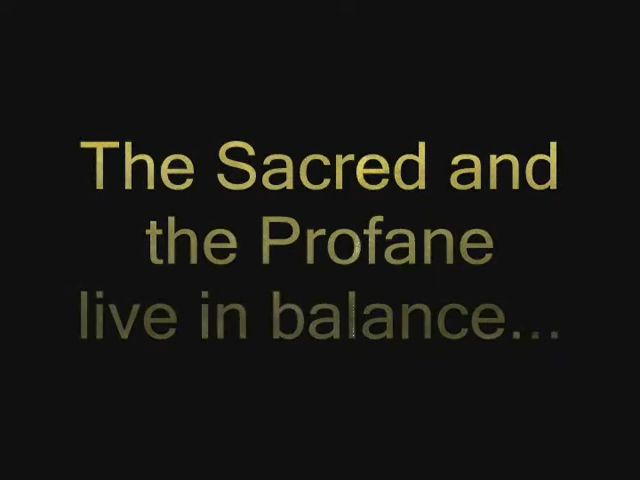 The Sacred and
the Profane
live in balance...